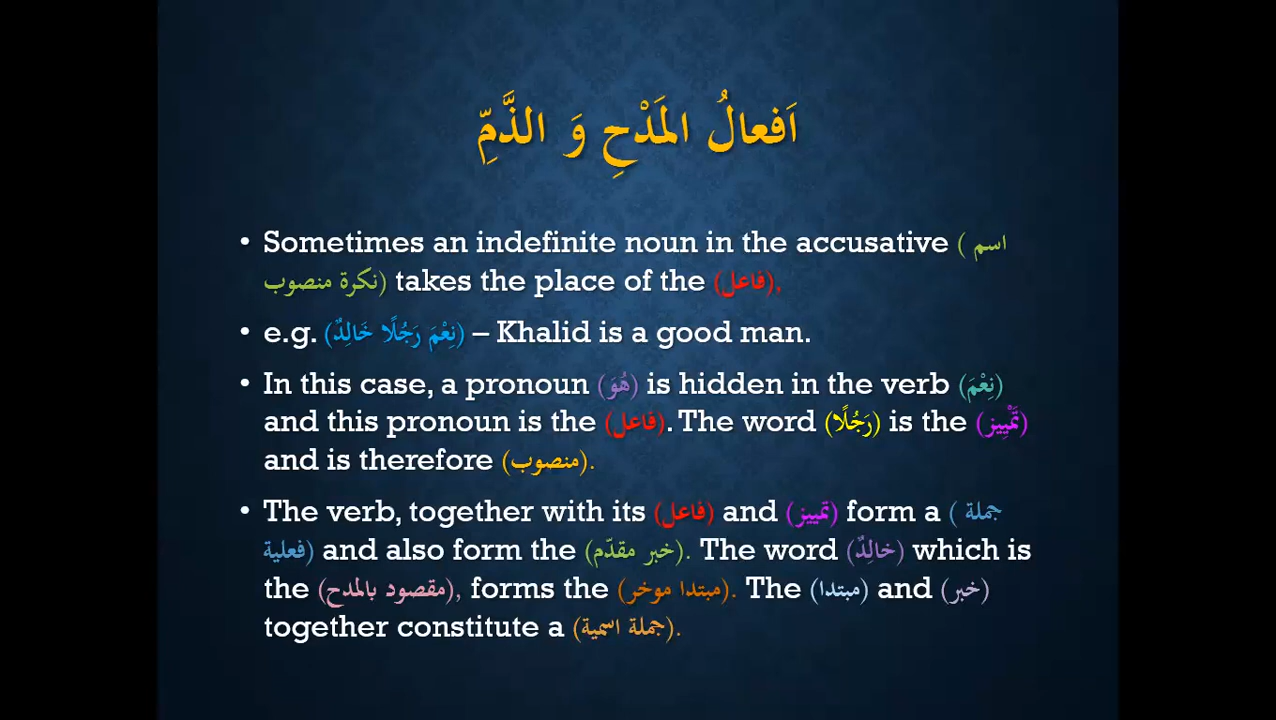 اَفعالُ المَدْحِ وَ الذَّمِّ
• Sometimes an indefinite noun in the accusative (اسم
نكرة منصوب) takes the place of the (فاعل),
• e.g. (نِعْمَ رَجُلًا خَالِدٌ) – Khalid is a good man.
• In this case, a pronoun (هُوَ) is hidden in the verb (نِعْمَ)
and this pronoun is the (فاعل). The word (رَجُلًا) is the (تَمْيِيز)
and is therefore (منصوب).
• The verb, together with its (فاعل) and (تمييز) form a (جملة
فعلية) and also form the (خبر مقدّم). The word (خالِدٌ) which is
the (مقصود بالمدح), forms the (مبتدا موخر). The (مبتدا) and (خبر)
together constitute a (جملة اسمية).